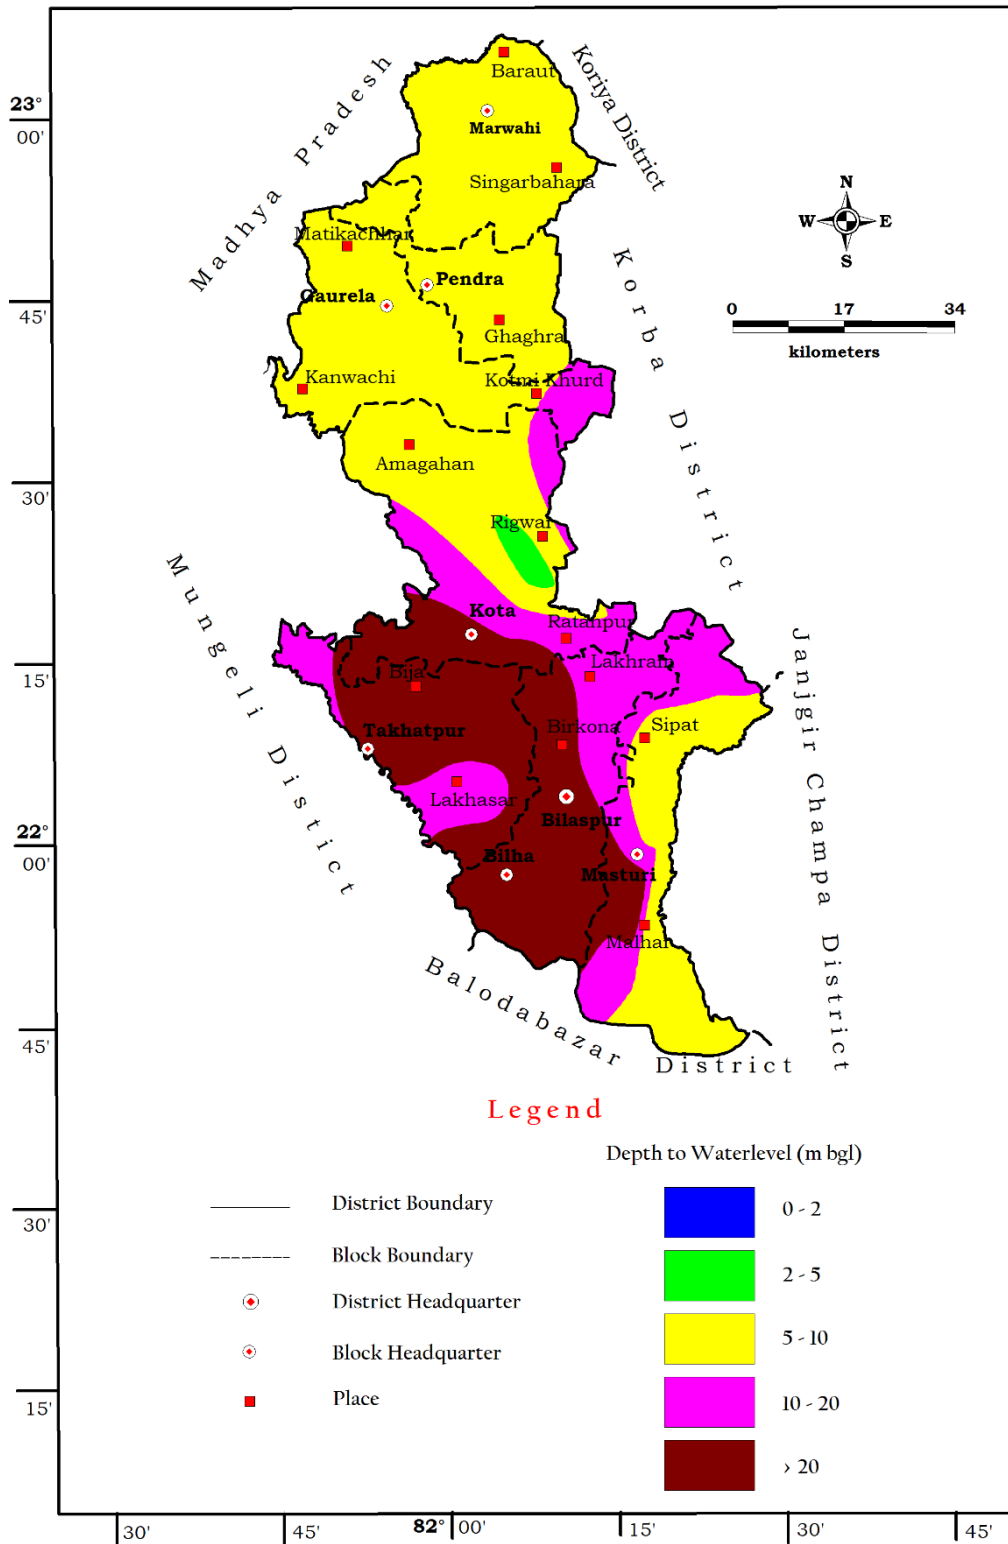 Baraut
Koriya District
Madhya Pradesh
23°
00'
Marwahi
Singarbahara
N
W E
S
Matikachhar
Korba District
Pendra
Gaurela
45'
0 17 34
kilometers
Ghaghra
Kanwachi
Kotmi Khurd
Amagahan
30'
Rigwar
Mungeli District
Kota
Ratanpur
Janjgir Champa District
Lakhram
15'
Bija
Takhatpur
Birkona
Sipat
Lakhasar
Bilaspur
22°
00'
Bilha
Masturi
Malhar
Balodabazar District
45'
Legend
Depth to Waterlevel (m bgl)
District Boundary
0 - 2
30'
Block Boundary
2 - 5
District Headquarter
5 - 10
Block Headquarter
15'
Place
10 - 20
> 20
30' 45' 82° 00' 15' 30' 45'